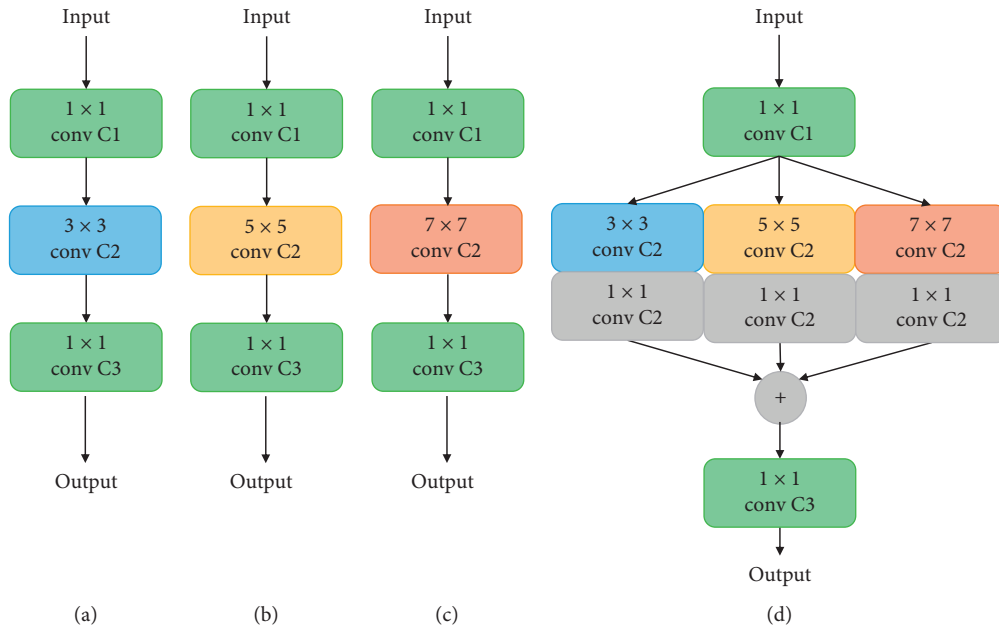 Input
1 × 1
conv C1
3 × 3
conv C2
1 × 1
conv C3
Output
(a)
Input
1 × 1
conv C1
5 × 5
conv C2
1 × 1
conv C3
Output
(b)
Input
1 × 1
conv C1
7 × 7
conv C2
1 × 1
conv C3
Output
(c)
Input
1 × 1
conv C1
3 × 3
conv C2
5 × 5
conv C2
7 × 7
conv C2
1 × 1
conv C2
1 × 1
conv C2
1 × 1
conv C2
+
1 × 1
conv C3
Output
(d)